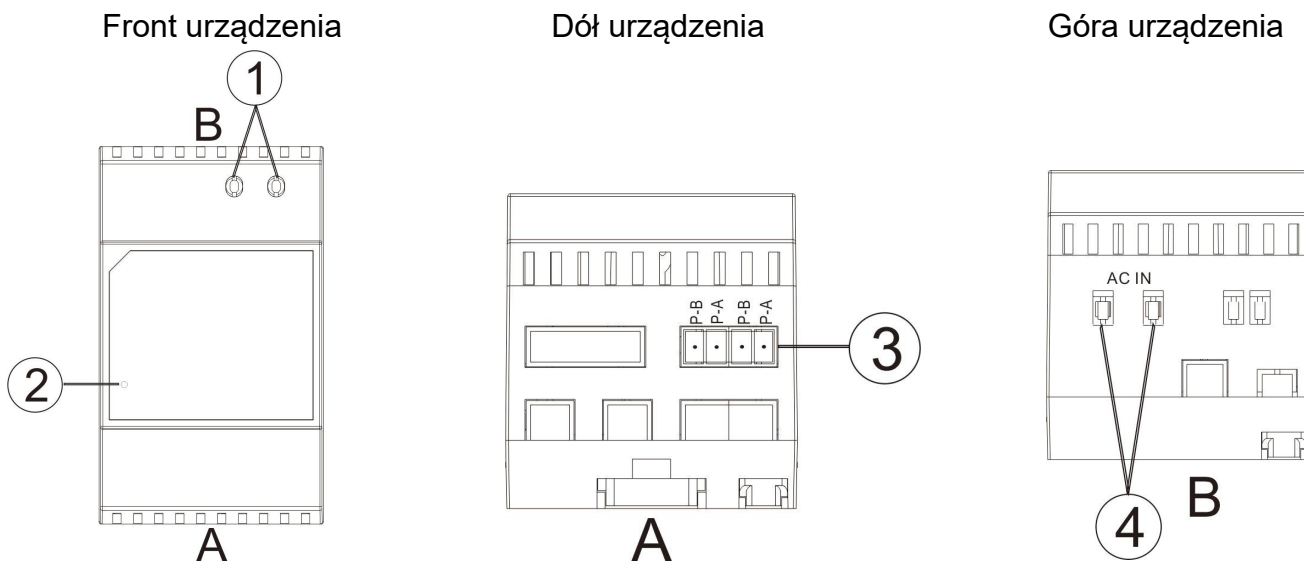 Front urządzenia
Dół urządzenia
Góra urządzenia
1
B
2
A
P-B P-A P-B P-A
3
A
AC IN
4
B